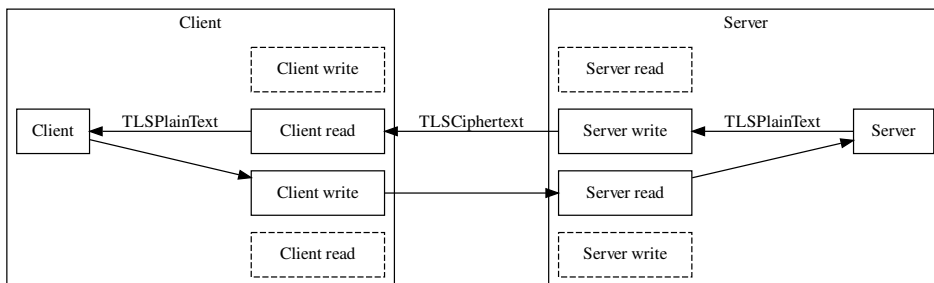 Client
Server
Client write
Server read
Client
TLSPlainText
Client read
TLSCiphertext
Server write
TLSPlainText
Server
Client write
Server read
Client read
Server write